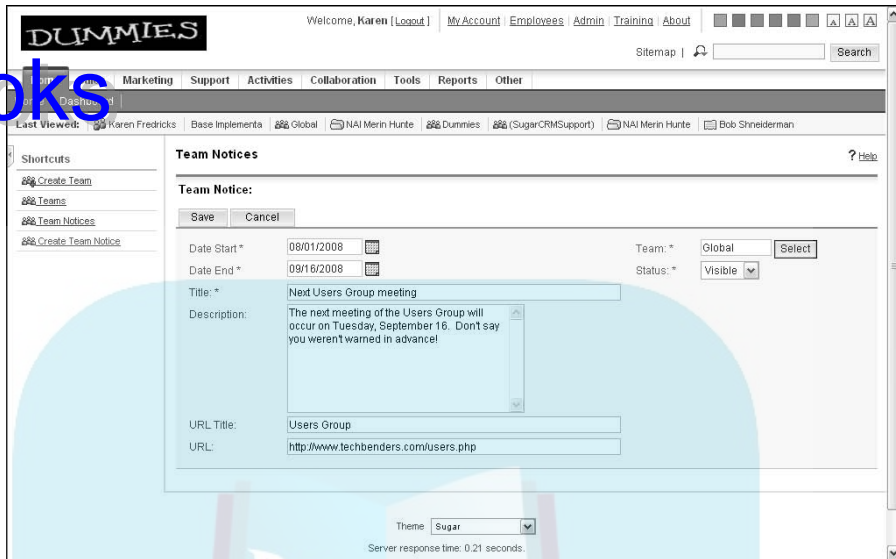 DUMMIES
Welcome, Karen [ Logout ] My Account | Employees | Admin | Training | About A A A
Sitemap | Search
Marketing Support Activities Collaboration Tools Reports Other
oks
Dashboard
Last Viewed: Karen Fredricks Base Implementa Global NAI Merin Hunte Dummies (SugarCRMSupport) NAI Merin Hunte Bob Shneiderman
Shortcuts
Create Team
Teams
Team Notices
Create Team Notice
Team Notices
? Help
Team Notice:
Save Cancel
Date Start * 08/01/2008 Team: * Global Select
Date End * 09/16/2008 Status: * Visible
Title: * Next Users Group meeting
Description: The next meeting of the Users Group will
occur on Tuesday, September 16. Don't say
you weren't warned in advance!
URL Title: Users Group
URL: http://www.techbenders.com/users.php
Theme Sugar
Server response time: 0.21 seconds.